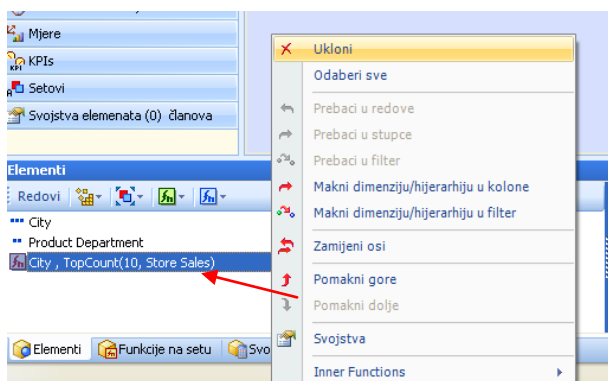 Mjere
KPIs
Setovi
Svojstva elemenata (0) članova
Elementi
Redovi
City
Product Department
City , TopCount(10, Store Sales)
Elementi
Funkcije na setu
Svo
Ukloni
Odaberi sve
Prebaci u redove
Prebaci u stupce
Prebaci u filter
Makni dimenziju/hijerarhiju u kolone
Makni dimenziju/hijerarhiju u filter
Zamijeni osi
Pomakni gore
Pomakni dolje
Svojstva
Inner Functions